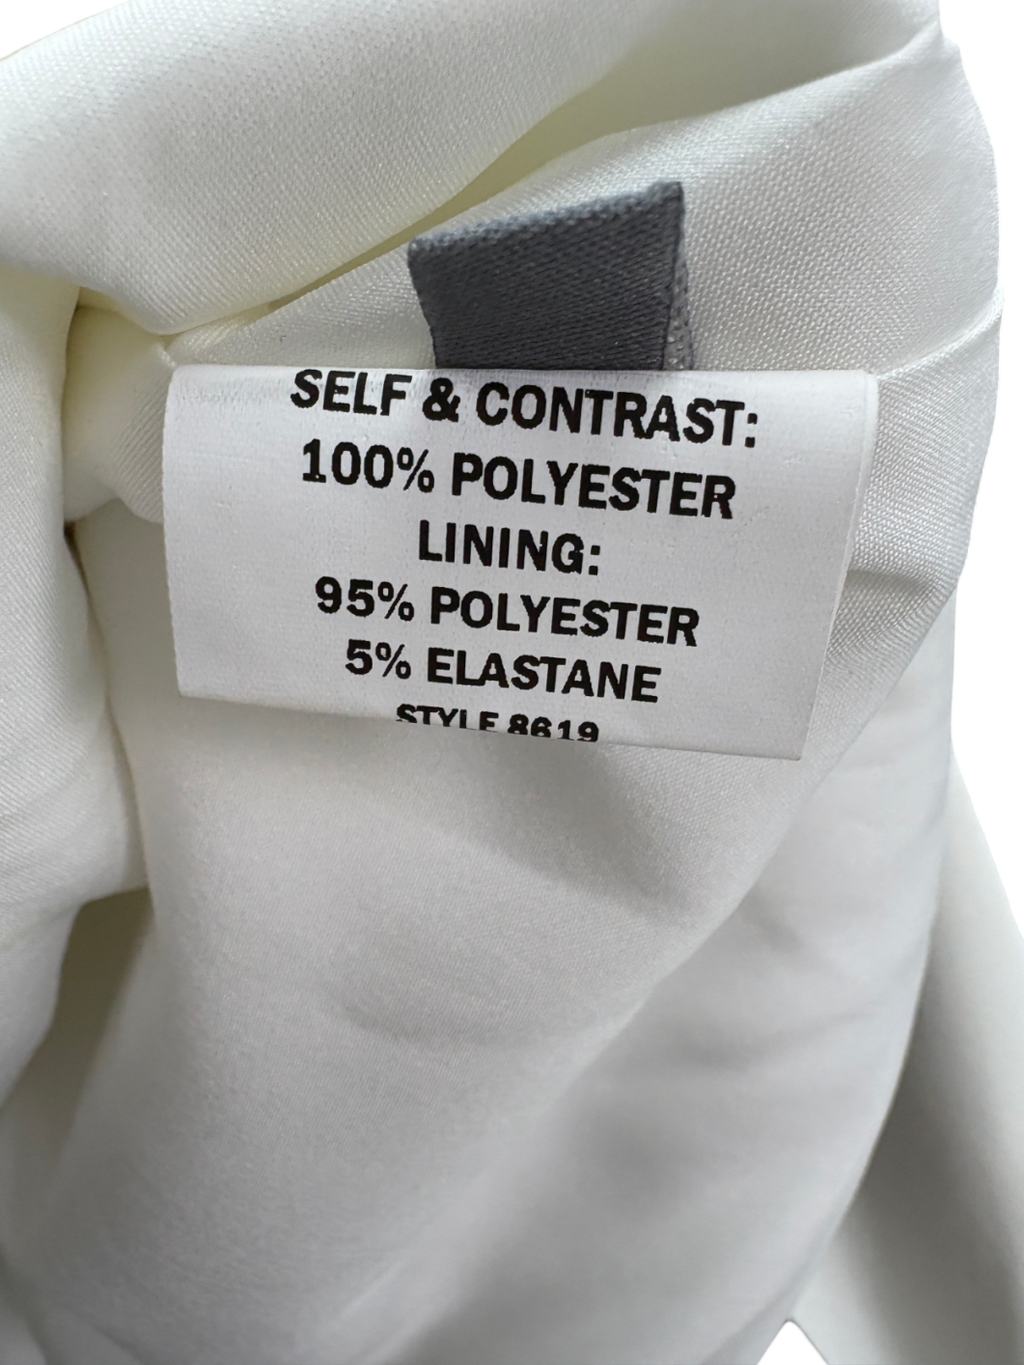 SELF & CONTRAST:
100% POLYESTER
LINING:
95% POLYESTER
5% ELASTANE
STYLE 8619